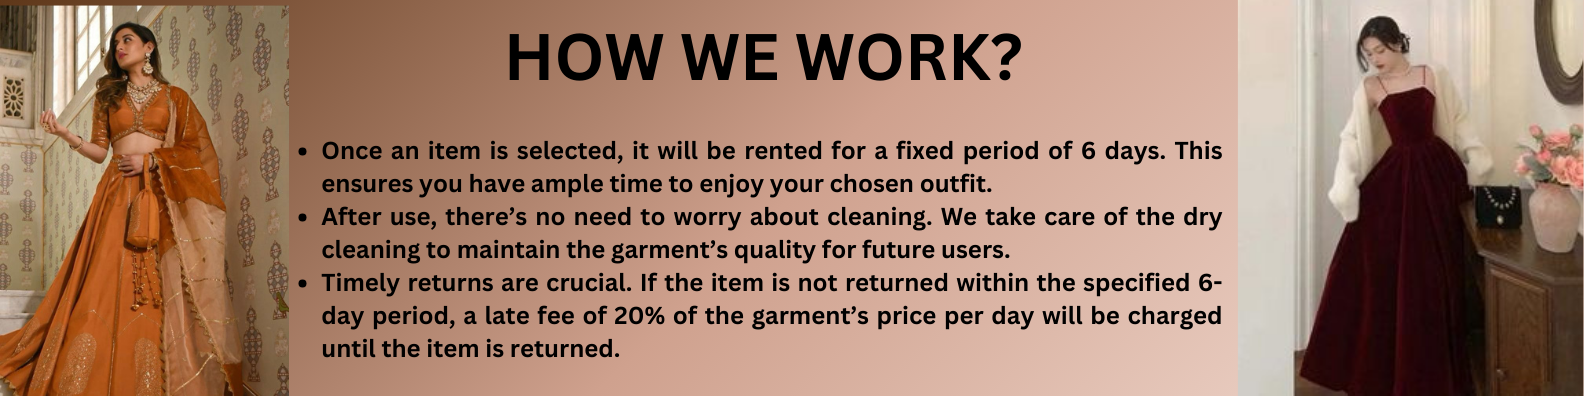 HOW WE WORK?
• Once an item is selected, it will be rented for a fixed period of 6 days. This
ensures you have ample time to enjoy your chosen outfit.
• After use, there’s no need to worry about cleaning. We take care of the dry
cleaning to maintain the garment’s quality for future users.
• Timely returns are crucial. If the item is not returned within the specified 6-
day period, a late fee of 20% of the garment’s price per day will be charged
until the item is returned.